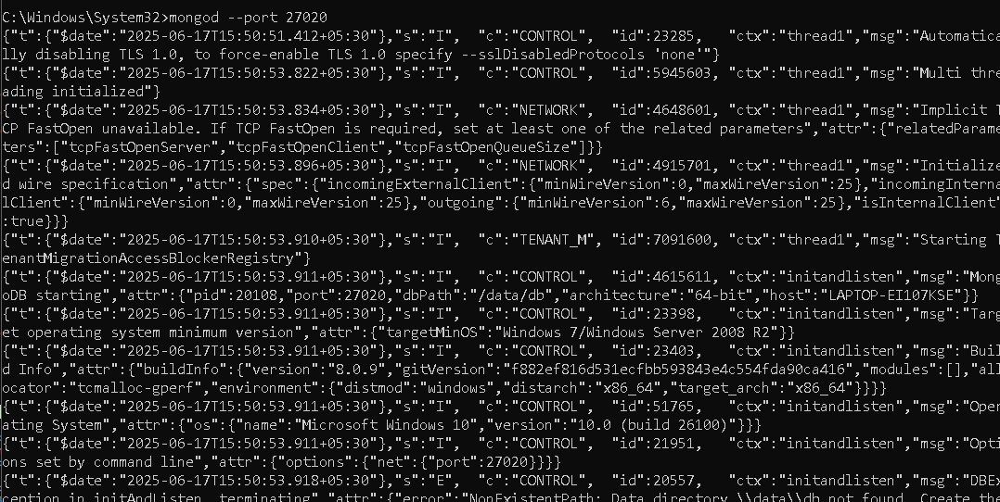 C:\Windows\System32>mongod --port 27020
{"t":{"$date":"2025-06-17T15:50:51.412+05:30"},"s":"I",  "c":"CONTROL",  "id":23285,   "ctx":"thread1","msg":"Automatica
lly disabling TLS 1.0, to force-enable TLS 1.0 specify --sslDisabledProtocols 'none'"}
{"t":{"$date":"2025-06-17T15:50:53.822+05:30"},"s":"I",  "c":"CONTROL",  "id":5945603, "ctx":"thread1","msg":"Multi thre
ading initialized"}
{"t":{"$date":"2025-06-17T15:50:53.834+05:30"},"s":"I",  "c":"NETWORK",  "id":4648601, "ctx":"thread1","msg":"Implicit T
CP FastOpen unavailable. If TCP FastOpen is required, set at least one of the related parameters","attr":{"relatedParame
ters":["tcpFastOpenServer","tcpFastOpenClient","tcpFastOpenQueueSize"]}}
{"t":{"$date":"2025-06-17T15:50:53.896+05:30"},"s":"I",  "c":"NETWORK",  "id":4915701, "ctx":"thread1","msg":"Initialize
d wire specification","attr":{"spec":{"incomingExternalClient":{"minWireVersion":0,"maxWireVersion":25},"incomingInterna
lClient":{"minWireVersion":0,"maxWireVersion":25},"outgoing":{"minWireVersion":6,"maxWireVersion":25},"isInternalClient"
:true}}}
{"t":{"$date":"2025-06-17T15:50:53.910+05:30"},"s":"I",  "c":"TENANT_M", "id":7091600, "ctx":"thread1","msg":"Starting T
enantMigrationAccessBlockerRegistry"}
{"t":{"$date":"2025-06-17T15:50:53.911+05:30"},"s":"I",  "c":"CONTROL",  "id":4615611, "ctx":"initandlisten","msg":"Mong
oDB starting","attr":{"pid":20108,"port":27020,"dbPath":"/data/db","architecture":"64-bit","host":"LAPTOP-EI107KSE"}}
{"t":{"$date":"2025-06-17T15:50:53.911+05:30"},"s":"I",  "c":"CONTROL",  "id":23398,   "ctx":"initandlisten","msg":"Targ
et operating system minimum version","attr":{"targetMinOS":"Windows 7/Windows Server 2008 R2"}}
{"t":{"$date":"2025-06-17T15:50:53.911+05:30"},"s":"I",  "c":"CONTROL",  "id":23403,   "ctx":"initandlisten","msg":"Buil
d Info","attr":{"buildInfo":{"version":"8.0.9","gitVersion":"f882ef816d531ecfbb593843e4c554fda90ca416","modules":[],"all
ocator":"tcmalloc-gperf","environment":{"distmod":"windows","distarch":"x86_64","target_arch":"x86_64"}}}}
{"t":{"$date":"2025-06-17T15:50:53.911+05:30"},"s":"I",  "c":"CONTROL",  "id":51765,   "ctx":"initandlisten","msg":"Oper
ating System","attr":{"os":{"name":"Microsoft Windows 10","version":"10.0 (build 26100)"}}}
{"t":{"$date":"2025-06-17T15:50:53.911+05:30"},"s":"I",  "c":"CONTROL",  "id":21951,   "ctx":"initandlisten","msg":"Opti
ons set by command line","attr":{"options":{"net":{"port":27020}}}}
{"t":{"$date":"2025-06-17T15:50:53.918+05:30"},"s":"E",  "c":"CONTROL",  "id":20557,   "ctx":"initandlisten","msg":"DBEx
ception in initAndListen, terminating","attr":{"error":"NonExistentPath: Data directory \\data\\db not found. Create the